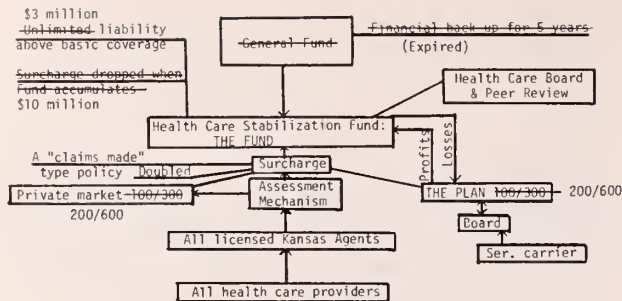 $3 million
Unlimited liability
above basic coverage
Surcharge dropped when
Fund accumulates
$10 million
General Fund
Financial back up for 5 years
(Expired)
Health Care Board
& Peer Review
Health Care Stabilization Fund:
THE FUND
Profits
Losses
A "claims made"
type policy Doubled
Surcharge
Private market 100/300
200/600
Assessment
Mechanism
THE PLAN 100/300 200/600
Board
Ser. carrier
All licensed Kansas Agents
All health care providers